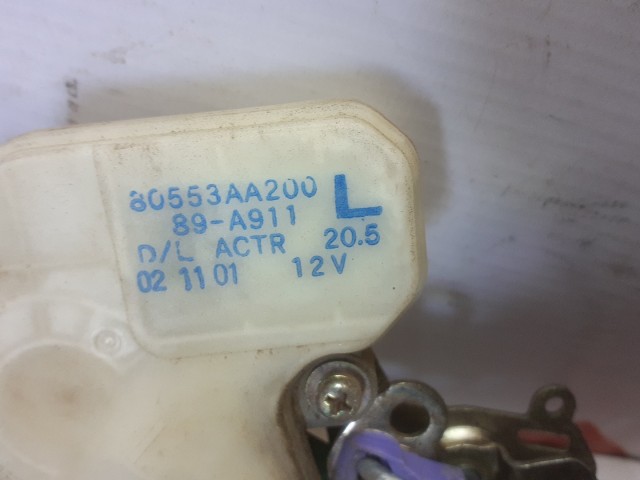 80553AA200 L
89-A911
D/L ACTR 20.5
02 11 01 12V